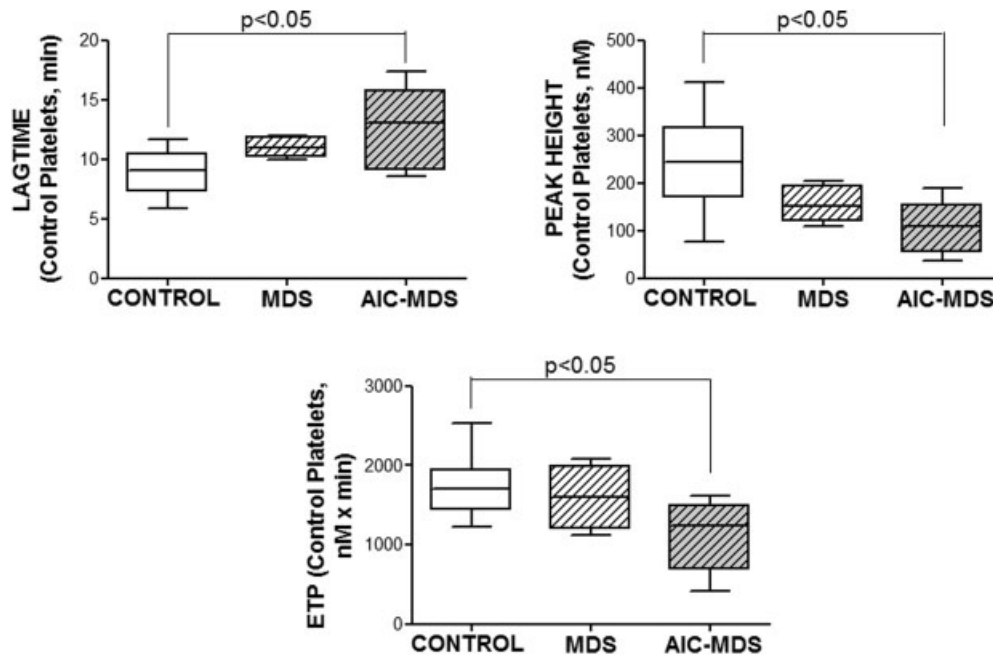 p<0.05
LAGTIME
(Control Platelets, min)
20
15
10
5
0
CONTROL
MDS
AIC-MDS
p<0.05
PEAK HEIGHT
(Control Platelets, nM)
500
400
300
200
100
0
CONTROL
MDS
AIC-MDS
p<0.05
ETP (Control Platelets,
nM x min)
3000
2000
1000
0
CONTROL
MDS
AIC-MDS